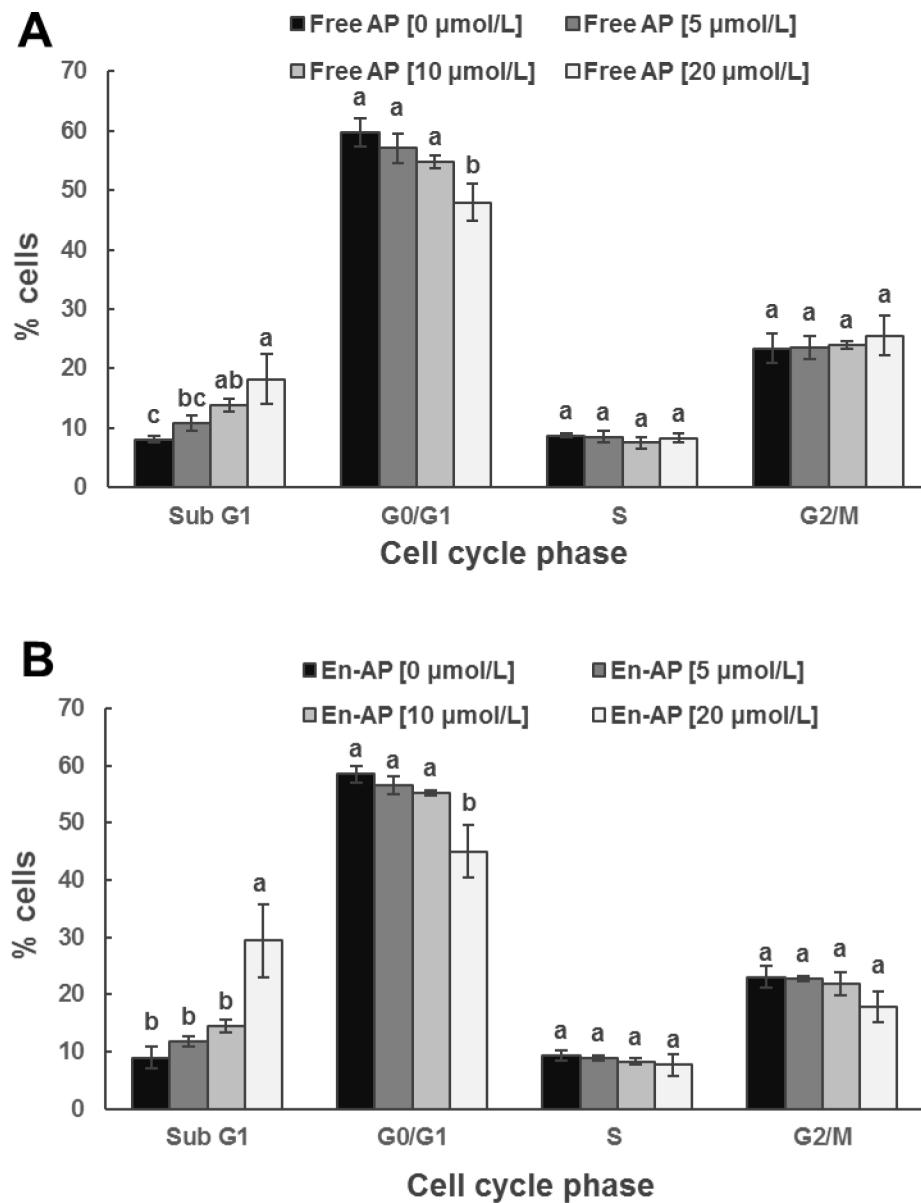 A
Free AP [0 µmol/L] Free AP [5 µmol/L]
Free AP [10 µmol/L] Free AP [20 µmol/L]
70
60
50
40
30
20
10
0
% cells
c bc ab a
a a a b
a a a a
a a a a
Sub G1 G0/G1 S G2/M
Cell cycle phase
B
En-AP [0 µmol/L] En-AP [5 µmol/L]
En-AP [10 µmol/L] En-AP [20 µmol/L]
70
60
50
40
30
20
10
0
% cells
b b b a
a a a b
a a a a
a a a a
Sub G1 G0/G1 S G2/M
Cell cycle phase